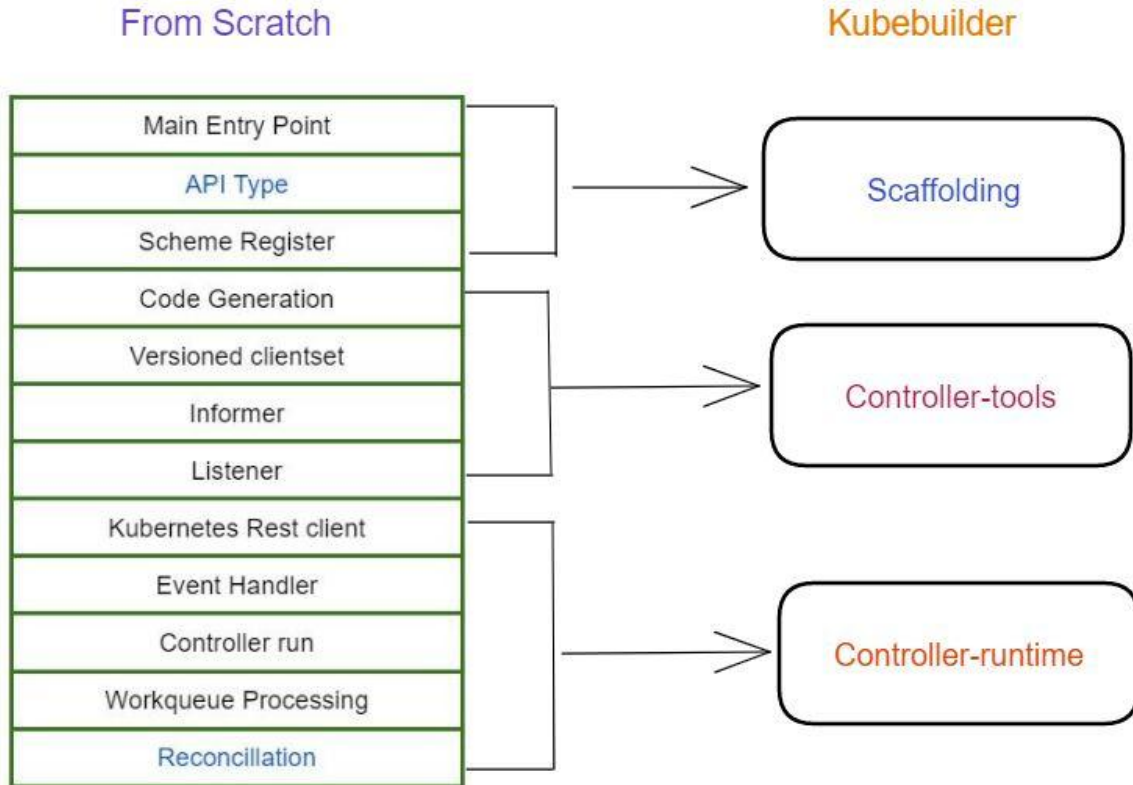 From Scratch
Kubebuilder
Main Entry Point
API Type
Scheme Register
Code Generation
Versioned clientset
Informer
Listener
Kubernetes Rest client
Event Handler
Controller run
Workqueue Processing
Reconcillation
Scaffolding
Controller-tools
Controller-runtime